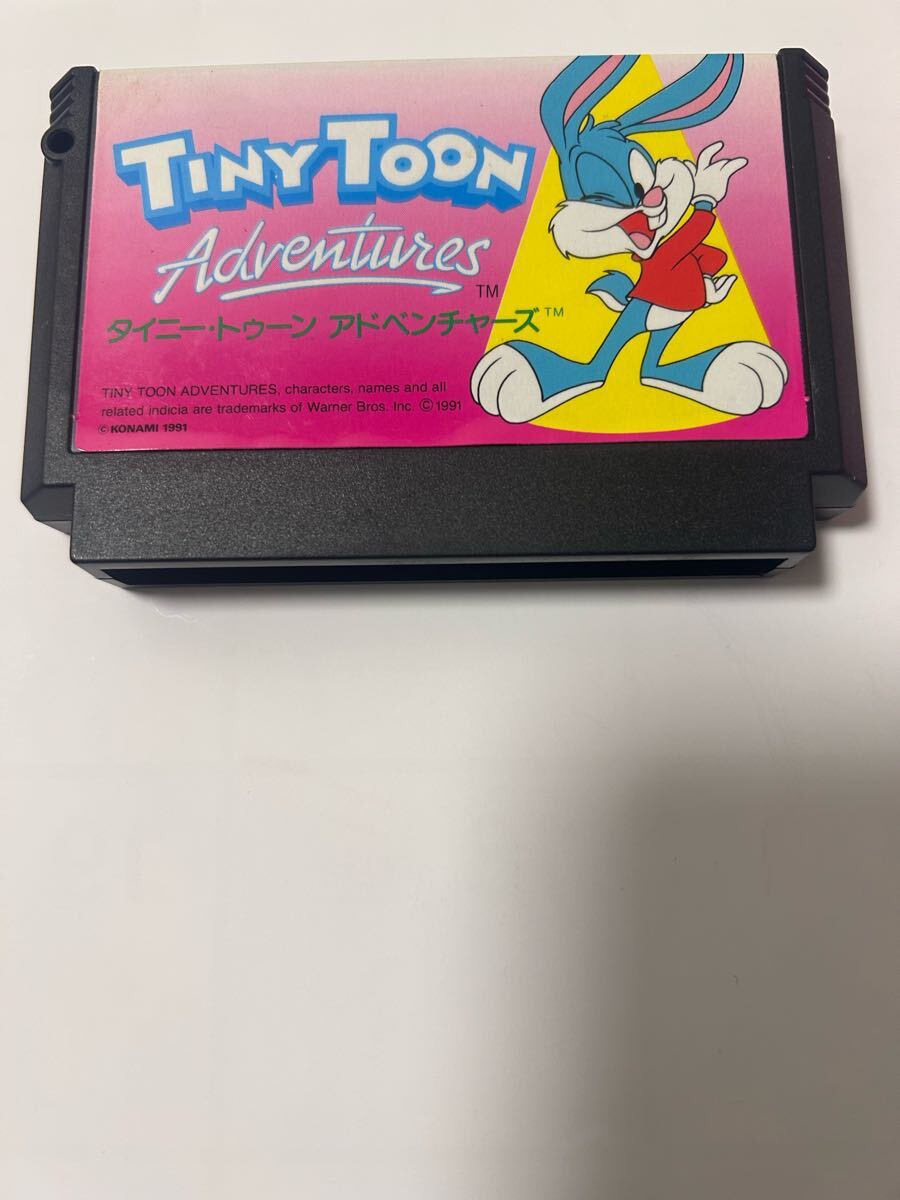 TINY TOON
Adventures™
タイニー・トゥーン アドベンチャーズ™
TINY TOON ADVENTURES, characters, names and all
related indicia are trademarks of Warner Bros. Inc. ©1991
© KONAMI 1991